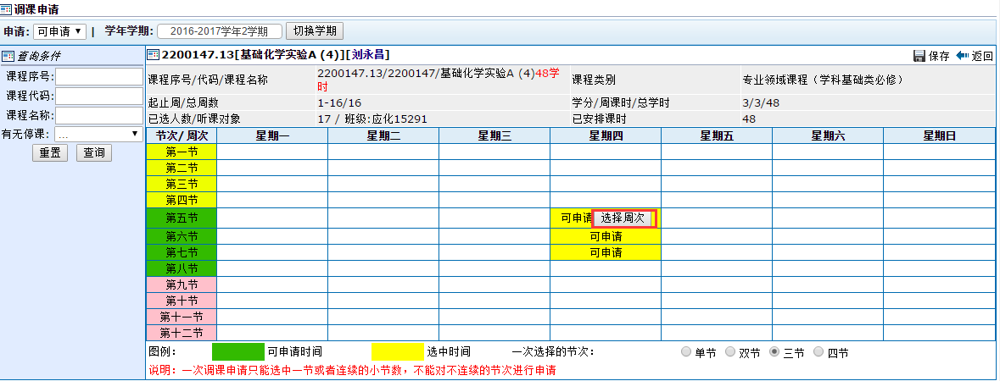 调课申请
申请: 可申请 | 学年学期: 2016-2017学年2学期 切换学期
查询条件
课程序号:
课程代码:
课程名称:
有无停课: ...
重置 查询
2200147.13[基础化学实验A (4)][刘永昌] 保存 返回
课程序号/代码/课程名称 2200147.13/2200147/基础化学实验A (4)48学时 课程类别 专业领域课程（学科基础类必修）
起止周/总周数 1-16/16 学分/周课时/总学时 3/3/48
已选人数/听课对象 17 / 班级:应化15291 已安排课时 48
节次/周次 星期一 星期二 星期三 星期四 星期五 星期六 星期日
第一节
第二节
第三节
第四节
第五节 可申请 选择周次
第六节 可申请
第七节 可申请
第八节
第九节
第十节
第十一节
第十二节
图例: 可申请时间 选中时间 一次选择的节次: 单节 双节 三节 四节
说明: 一次调课申请只能选中一节或者连续的小节数, 不能对不连续的节次进行申请